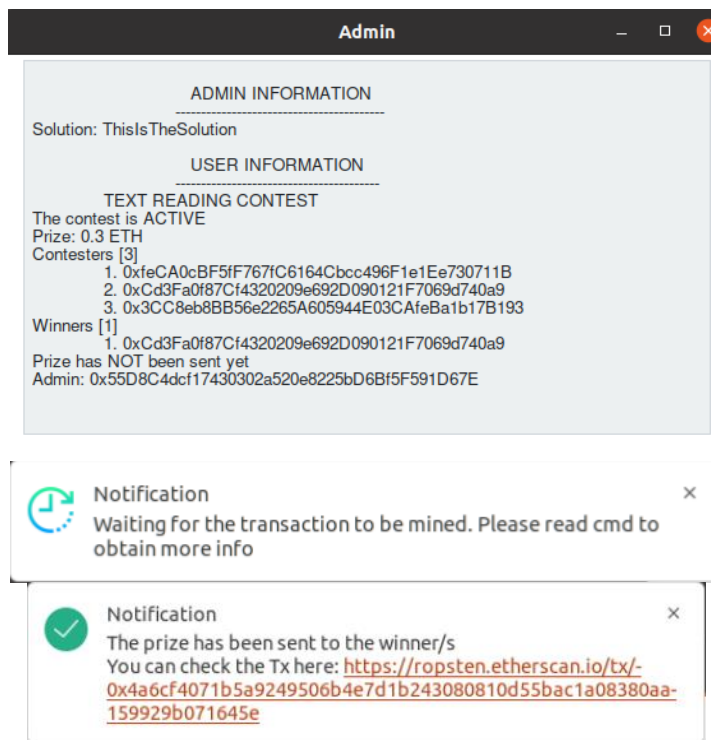 Admin
ADMIN INFORMATION
-----------------------------------------
Solution: ThisIsTheSolution
USER INFORMATION
----------------------------------------
TEXT READING CONTEST
The contest is ACTIVE
Prize: 0.3 ETH
Contesters [3]
1. 0xfeCA0cBF5fF767fC6164Cbcc496F1e1Ee730711B
2. 0xCd3Fa0f87Cf4320209e692D090121F7069d740a9
3. 0x3CC8eb8BB56e2265A605944E03CAfeBa1b17B193
Winners [1]
1. 0xCd3Fa0f87Cf4320209e692D090121F7069d740a9
Prize has NOT been sent yet
Admin: 0x55D8C4dcf17430302a520e8225bD6Bf5F591D67E
Notification
Waiting for the transaction to be mined. Please read cmd to
obtain more info
Notification
The prize has been sent to the winner/s
You can check the Tx here: https://ropsten.etherscan.io/tx/-
0x4a6cf4071b5a9249506b4e7d1b243080810d55bac1a08380aa-
159929b071645e